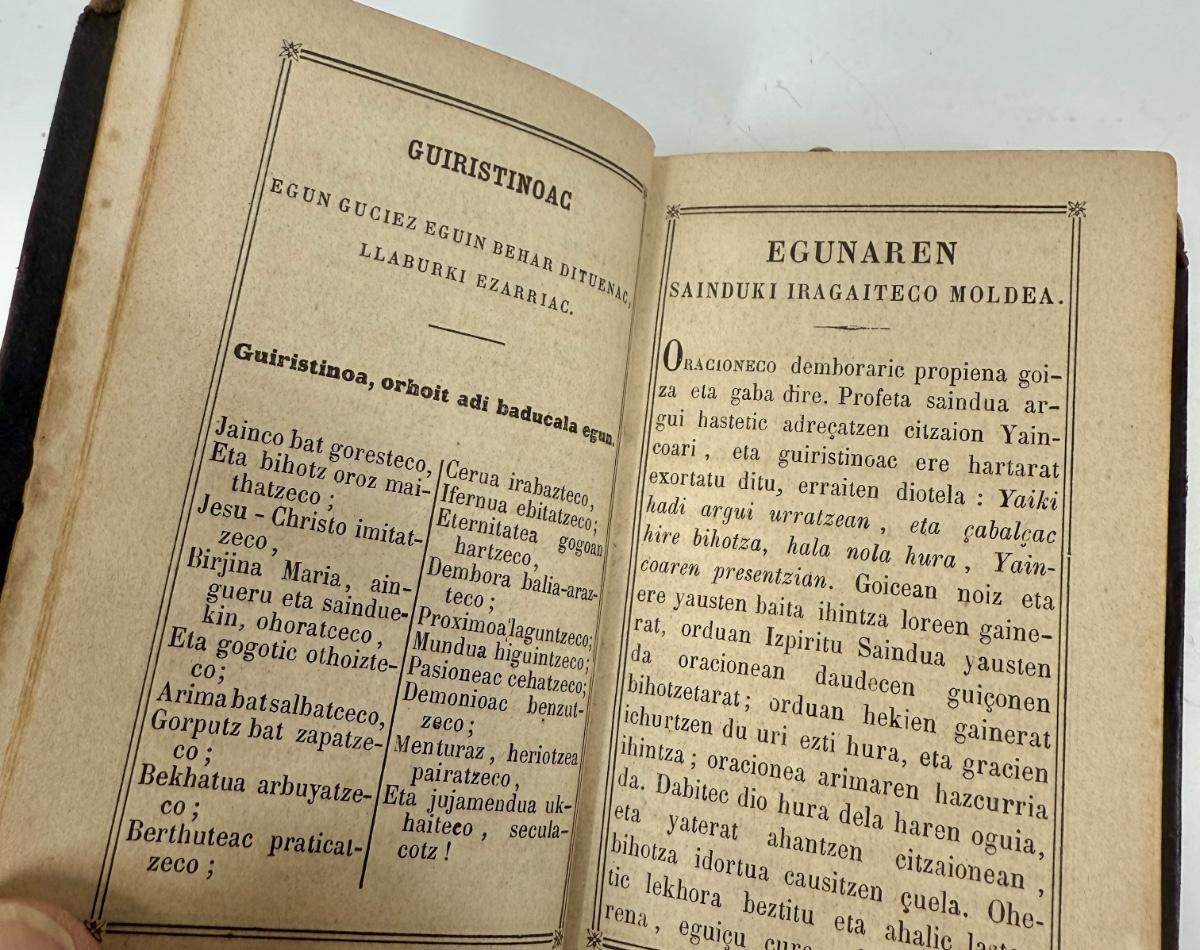 GUIRISTINOAC
EGUN GUCIEZ EGUIN BEHAR DITUENAC,
LLABURKI EZARRIAC.
Guiristinoa, orhoit adi baducala egun.
Jainco bat goresteco,
Eta bihotz oroz mai-
thatzeco ;
Jesu - Christo imitat-
zeco,
Birjina Maria, ain-
gueru eta saindue-
kin, ohoratceco,
Eta gogotic othoizte-
co;
Arima bat salbatceco,
Gorputz bat zapatze-
co ;
Bekhatua arbuyatze-
co ;
Berthuteac pratical-
zeco ;
Cerua irabazteco,
Ifernua ebitatzeco;
Eternitatea gogoan
hartzeco,
Dembora balia-araz-
teco ;
Proximoa laguntzeco;
Mundua higuintzeco;
Pasioneac cehatzeco;
Demonioac benzut-
zeco ;
Menturaz, heriotzea
pairatzeco,
Eta jujamendua uk-
haiteco, secula-
cotz !
EGUNAREN
SAINDUKI IRAGAITECO MOLDEA.
ORACIONECO demboraric propiena goi-
za eta gaba dire. Profeta saindua ar-
gui hastetic adreçatzen citzaion Yain-
coari, eta guiristinoac ere hartarat
exortatu ditu, erraiten diotela : Yaiki
hadi argui urratzean, eta çabalçac
hire bihotza, hala nola hura, Yain-
coaren presentzian. Goicean noiz eta
ere yausten baita ihintza loreen gaine-
rat, orduan Izpiritu Saindua yausten
da oracionean daudecen guiçonen
bihotzetarat; orduan hekien gainerat
ichurtzen du uri ezti hura, eta gracien
ihintza ; oracionea arimaren hazcurria
da. Dabitec dio hura dela haren oguia,
eta yaterat ahantzen citzaionean,
bihotza idortua causitzen çuela. Ohe-
tic lekhora beztitu eta ahalic
rena, eguiçu